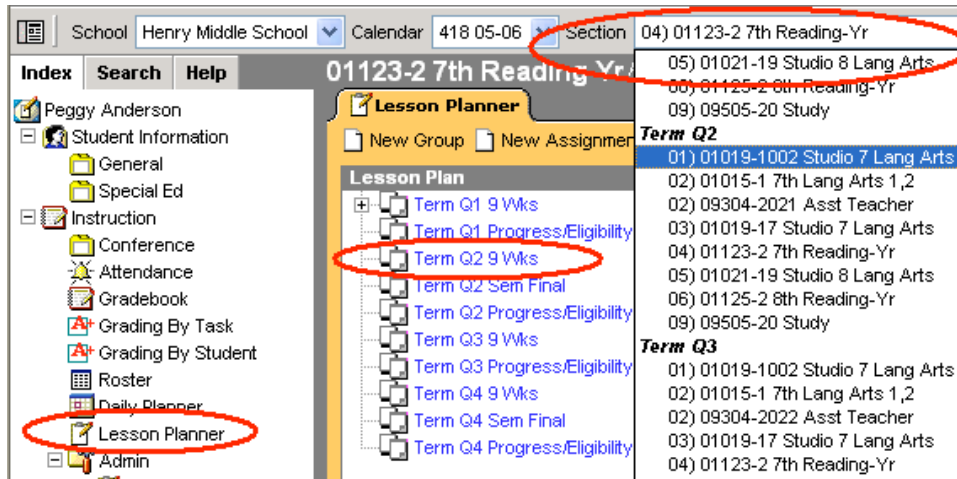 School Henry Middle School Calendar 418 05-06 Section 04) 01123-2 7th Reading-Yr
Index Search Help
Peggy Anderson
Student Information
General
Special Ed
Instruction
Conference
Attendance
Gradebook
Grading By Task
Grading By Student
Roster
Daily Planner
Lesson Planner
Admin
01123-2 7th Reading-Yr
Lesson Planner
New Group New Assignmen
Lesson Plan
Term Q1 9 Wks
Term Q1 Progress/Eligibility
Term Q2 9 Wks
Term Q2 Sem Final
Term Q2 Progress/Eligibility
Term Q3 9 Wks
Term Q3 Progress/Eligibility
Term Q4 9 Wks
Term Q4 Sem Final
Term Q4 Progress/Eligibility
05) 01021-19 Studio 8 Lang Arts
06) 01125-2 8th Reading-Yr
09) 09505-20 Study
Term Q2
01) 01019-1002 Studio 7 Lang Arts
02) 01015-1 7th Lang Arts 1,2
02) 09304-2021 Asst Teacher
03) 01019-17 Studio 7 Lang Arts
04) 01123-2 7th Reading-Yr
05) 01021-19 Studio 8 Lang Arts
06) 01125-2 8th Reading-Yr
09) 09505-20 Study
Term Q3
01) 01019-1002 Studio 7 Lang Arts
02) 01015-1 7th Lang Arts 1,2
02) 09304-2022 Asst Teacher
03) 01019-17 Studio 7 Lang Arts
04) 01123-2 7th Reading-Yr